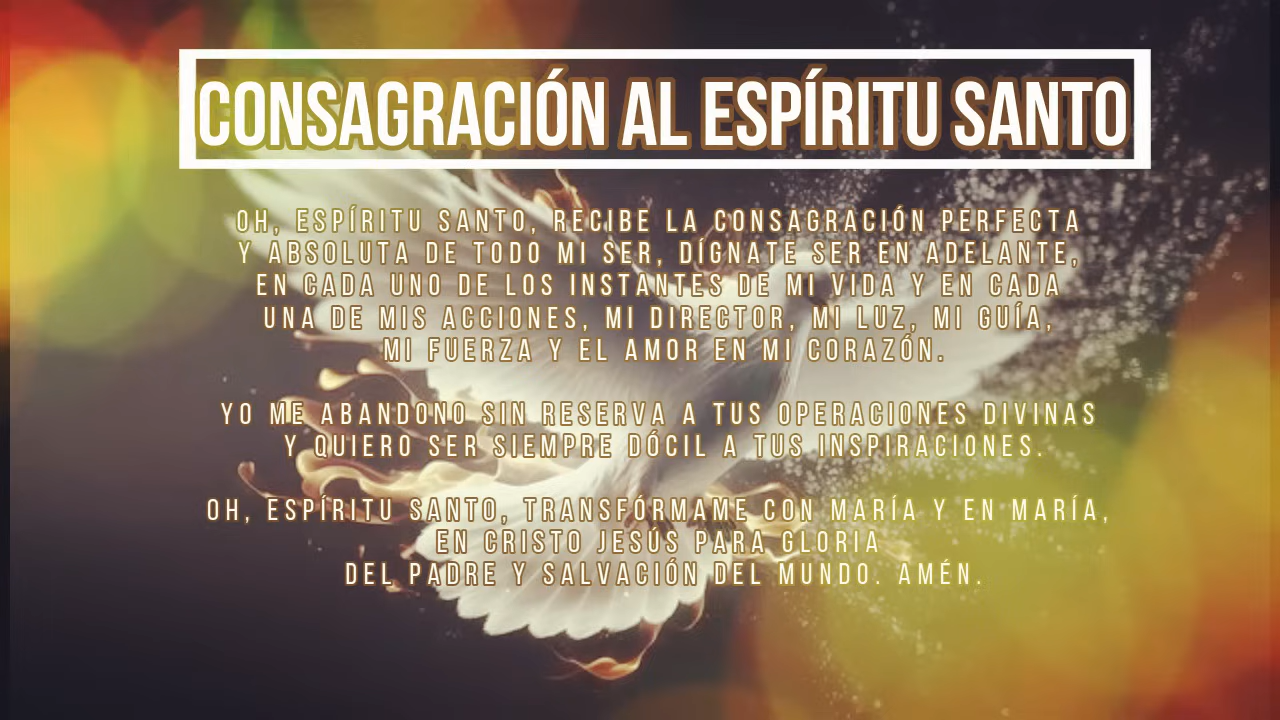 CONSAGRACIÓN AL ESPÍRITU SANTO
OH, ESPÍRITU SANTO, RECIBE LA CONSAGRACIÓN PERFECTA
Y ABSOLUTA DE TODO MI SER, DÍGNATE SER EN ADELANTE,
EN CADA UNO DE LOS INSTANTES DE MI VIDA Y EN CADA
UNA DE MIS ACCIONES, MI DIRECTOR, MI LUZ, MI GUÍA,
MI FUERZA Y EL AMOR EN MI CORAZÓN.
YO ME ABANDONO SIN RESERVA A TUS OPERACIONES DIVINAS
Y QUIERO SER SIEMPRE DÓCIL A TUS INSPIRACIONES.
OH, ESPÍRITU SANTO, TRANSFÓRMAME CON MARÍA Y EN MARÍA,
EN CRISTO JESÚS PARA GLORIA
DEL PADRE Y SALVACIÓN DEL MUNDO. AMÉN.